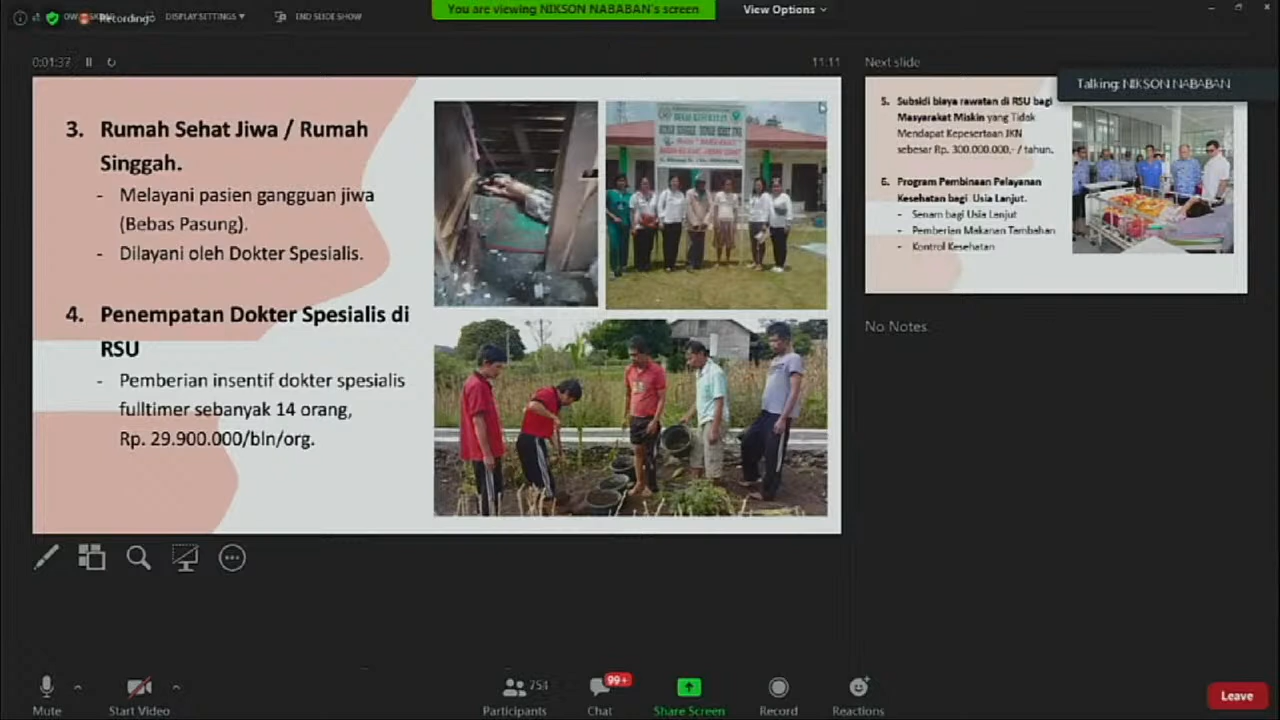 Recording
DISPLAY SETTINGS
END SLIDE SHOW
You are viewing NIKSON NABABAN's screen
View Options
0:01:37
11:11
Next slide
Talking: NIKSON NABABAN
3. Rumah Sehat Jiwa / Rumah
Singgah.
- Melayani pasien gangguan jiwa
(Bebas Pasung).
- Dilayani oleh Dokter Spesialis.
4. Penempatan Dokter Spesialis di
RSU
- Pemberian insentif dokter spesialis
fulltimer sebanyak 14 orang,
Rp. 29.900.000/bln/org.
5. Subsidi biaya rawatan di RSU bagi
Masyarakat Miskin yang Tidak
Mendapat Kepesertaan JKN
sebesar Rp. 300.000.000,- / tahun.
6. Program Pembinaan Pelayanan
Kesehatan bagi Usia Lanjut.
- Senam bagi Usia Lanjut
- Pemberian Makanan Tambahan
- Kontrol Kesehatan
No Notes.
Mute
Start Video
754
Participants
99+
Chat
Share Screen
Record
Reactions
Leave